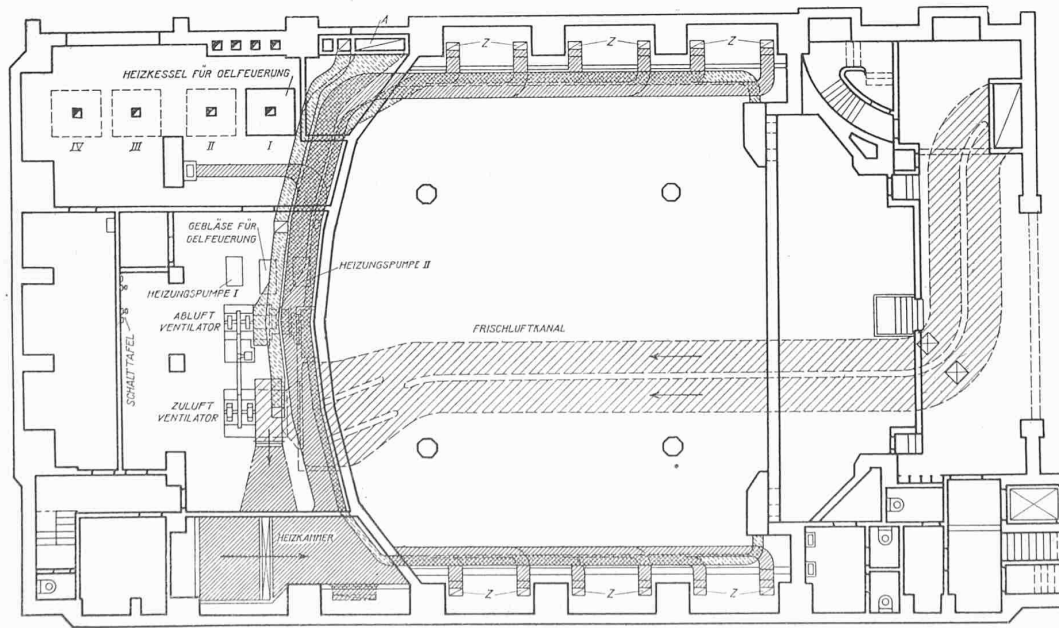 A
Z
Z
Z
HEIZKESSEL FÜR OELFEUERUNG
IV
III
II
I
GEBLÄSE FÜR
OELFEUERUNG
HEIZUNGSPUMPE II
HEIZUNGSPUMPE I
ABLUFT
VENTILATOR
FRISCHLUFTKANAL
SCHALTTAFEL
ZULUFT
VENTILATOR
HEIZKAMMER
Z
Z
Z